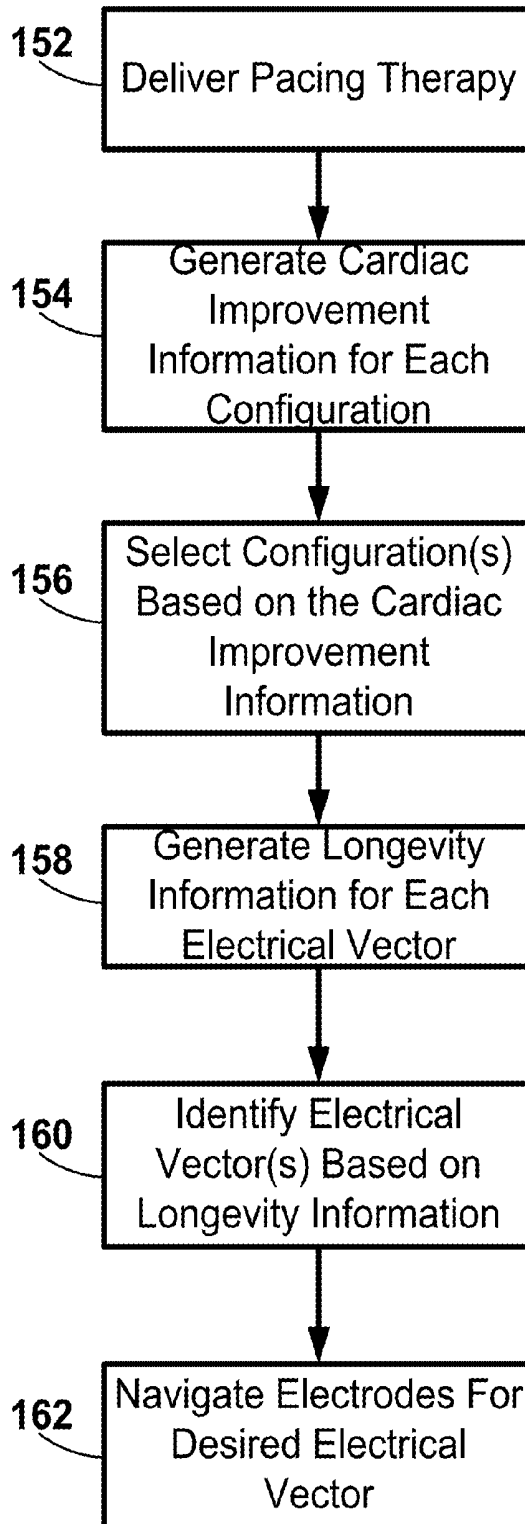 152
Deliver Pacing Therapy
154
Generate Cardiac
Improvement
Information for Each
Configuration
156
Select Configuration(s)
Based on the Cardiac
Improvement
Information
158
Generate Longevity
Information for Each
Electrical Vector
160
Identify Electrical
Vector(s) Based on
Longevity Information
162
Navigate Electrodes For
Desired Electrical
Vector